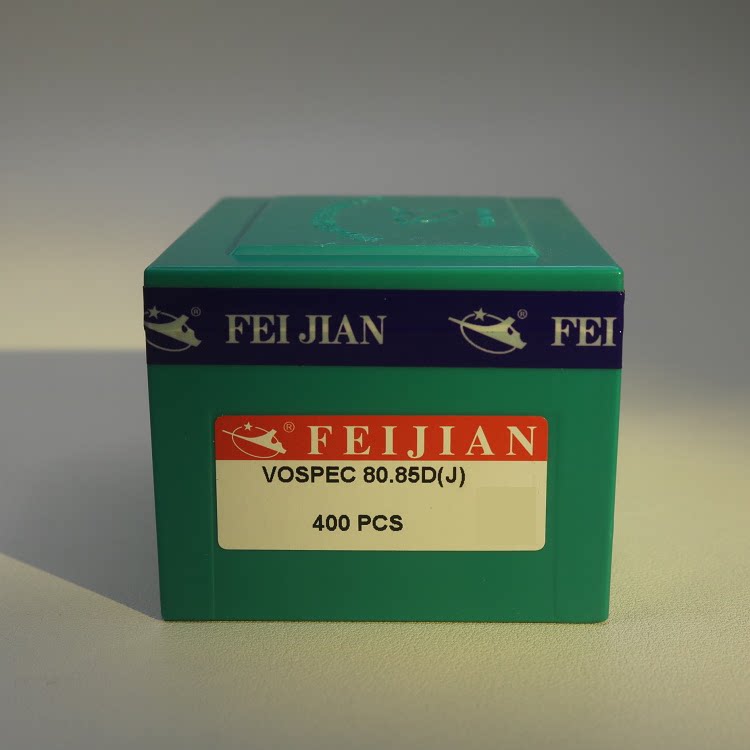 ® FEI JIAN ® FEI
® FEIJIAN
VOSPEC 80.85D(J)
400 PCS